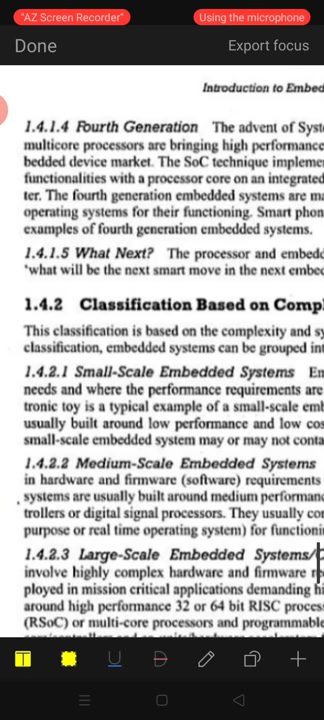 "AZ Screen Recorder"
Using the microphone
Done
Export focus
Introduction to Embed
1.4.1.4 Fourth Generation The advent of Syst
multicore processors are bringing high performance
bedded device market. The SoC technique impleme
functionalities with a processor core on an integrated
ter. The fourth generation embedded systems are ma
operating systems for their functioning. Smart phon
examples of fourth generation embedded systems.
1.4.1.5 What Next? The processor and embedd
'what will be the next smart move in the next embed
1.4.2 Classification Based on Compl
This classification is based on the complexity and sy
classification, embedded systems can be grouped int
1.4.2.1 Small-Scale Embedded Systems Em
needs and where the performance requirements are
tronic toy is a typical example of a small-scale emb
usually built around low performance and low cos
small-scale embedded system may or may not conta
1.4.2.2 Medium-Scale Embedded Systems
in hardware and firmware (software) requirements
systems are usually built around medium performanc
trollers or digital signal processors. They usually con
purpose or real time operating system) for functioni
1.4.2.3 Large-Scale Embedded Systems/C
involve highly complex hardware and firmware r
ployed in mission critical applications demanding hi
around high performance 32 or 64 bit RISC process
(RSoC) or multi-core processors and programmable